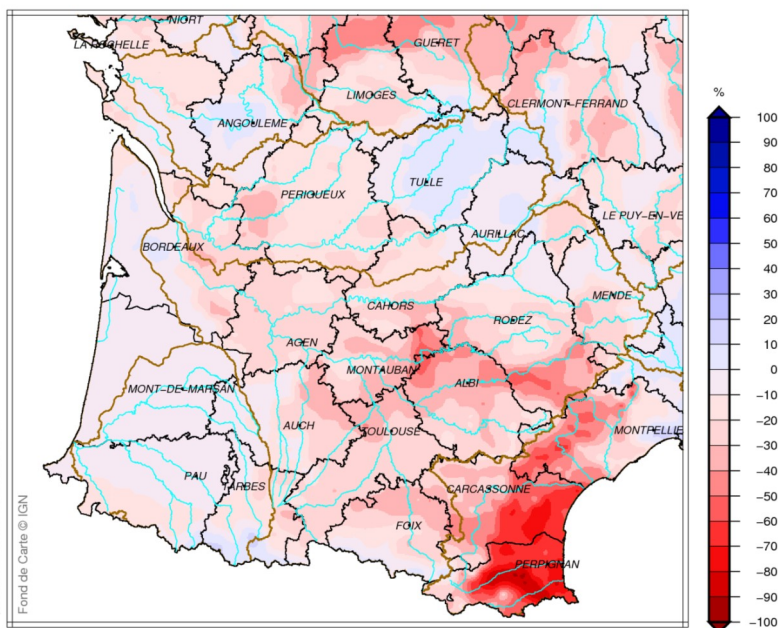 NIORT
LA ROCHELLE
GUERET
LIMOGES
CLERMONT-FERRAND
ANGOULEME
PERIGUEUX
TULLE
AURILLAC
LE PUY-EN-VE
BORDEAUX
CAHORS
MENDE
RODEZ
AGEN
MONTAUBAN
ALBI
MONT-DE-MARSAN
AUCH
TOULOUSE
MONTPELLIE
PAU
TARBES
CARCASSONNE
FOIX
PERPIGNAN
Fond de Carte © IGN
%
100
90
80
70
60
50
40
30
20
10
0
-10
-20
-30
-40
-50
-60
-70
-80
-90
-100